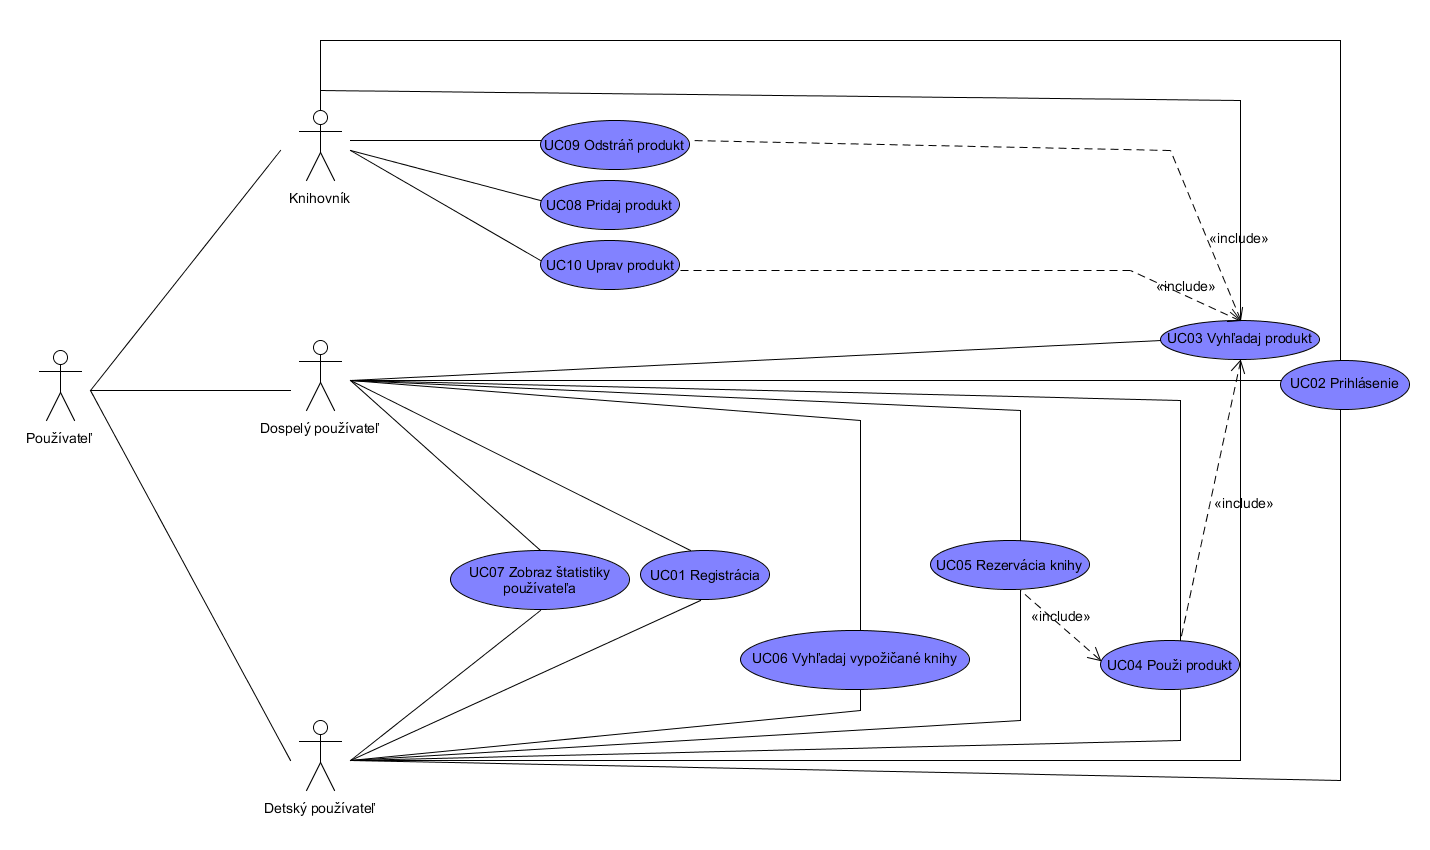 Knihovník
UC09 Odstráň produkt
UC08 Pridaj produkt
UC10 Uprav produkt
«include»
«include»
UC03 Vyhľadaj produkt
UC02 Prihlásenie
Používateľ
Dospelý používateľ
«include»
UC07 Zobraz štatistiky
používateľa
UC01 Registrácia
UC05 Rezervácia knihy
«include»
UC06 Vyhľadaj vypožičané knihy
UC04 Použi produkt
Detský používateľ